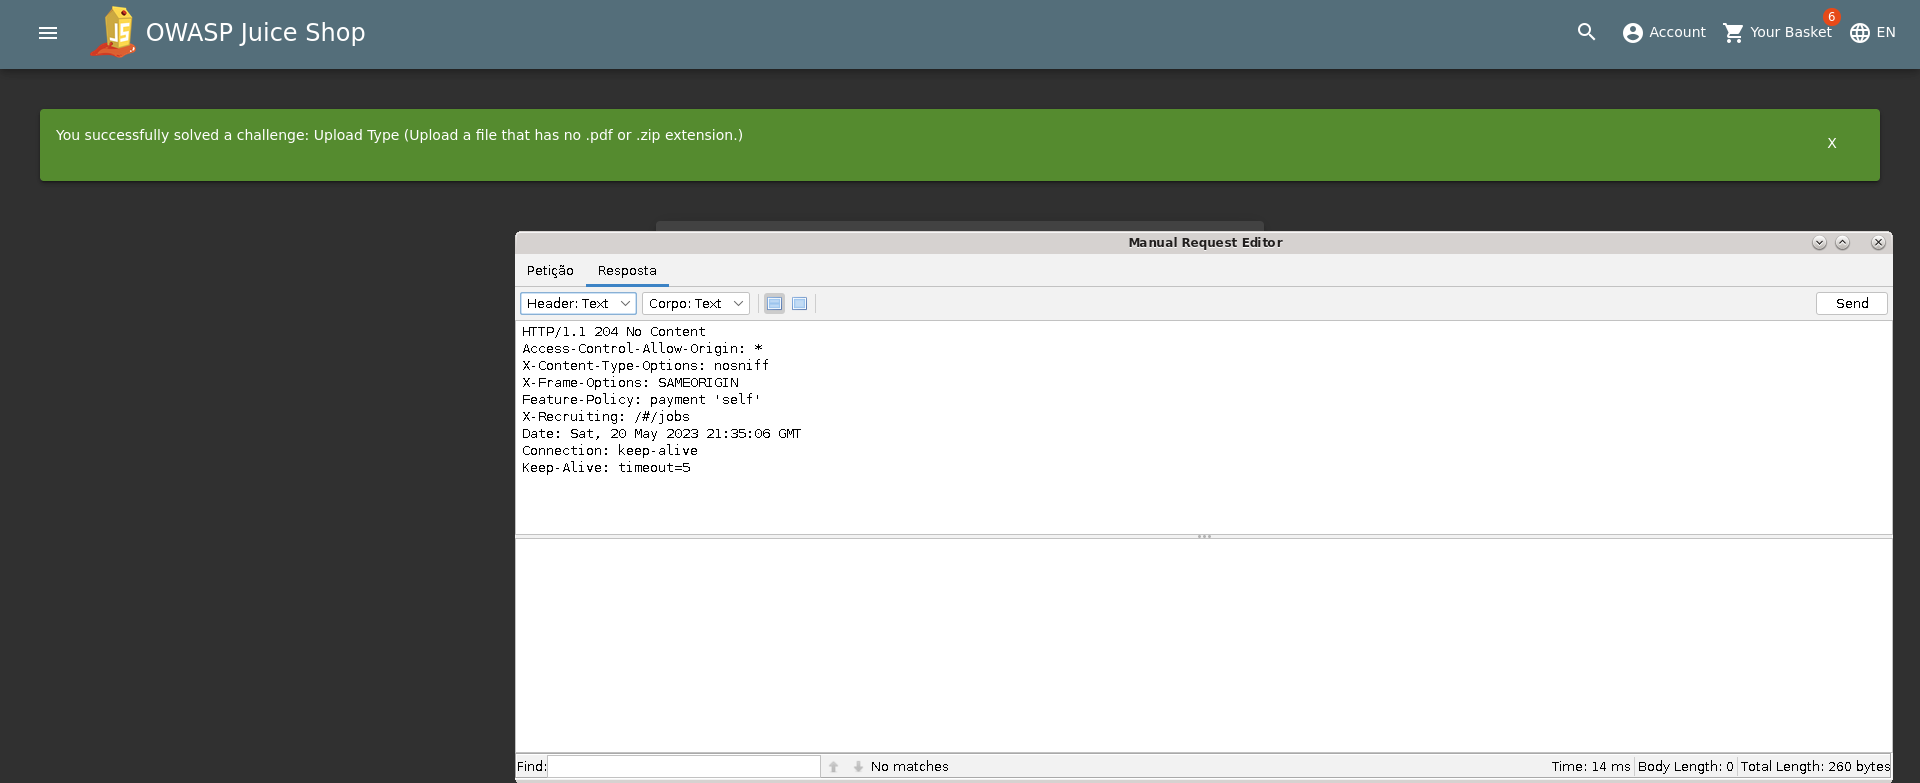 OWASP Juice Shop
Account
Your Basket
6
EN
You successfully solved a challenge: Upload Type (Upload a file that has no .pdf or .zip extension.)
X
Manual Request Editor
Petição
Resposta
Header: Text
Corpo: Text
Send
HTTP/1.1 204 No Content
Access-Control-Allow-Origin: *
X-Content-Type-Options: nosniff
X-Frame-Options: SAMEORIGIN
Feature-Policy: payment 'self'
X-Recruiting: /#/jobs
Date: Sat, 20 May 2023 21:35:06 GMT
Connection: keep-alive
Keep-Alive: timeout=5
Find:
No matches
Time: 14 ms
Body Length: 0
Total Length: 260 bytes